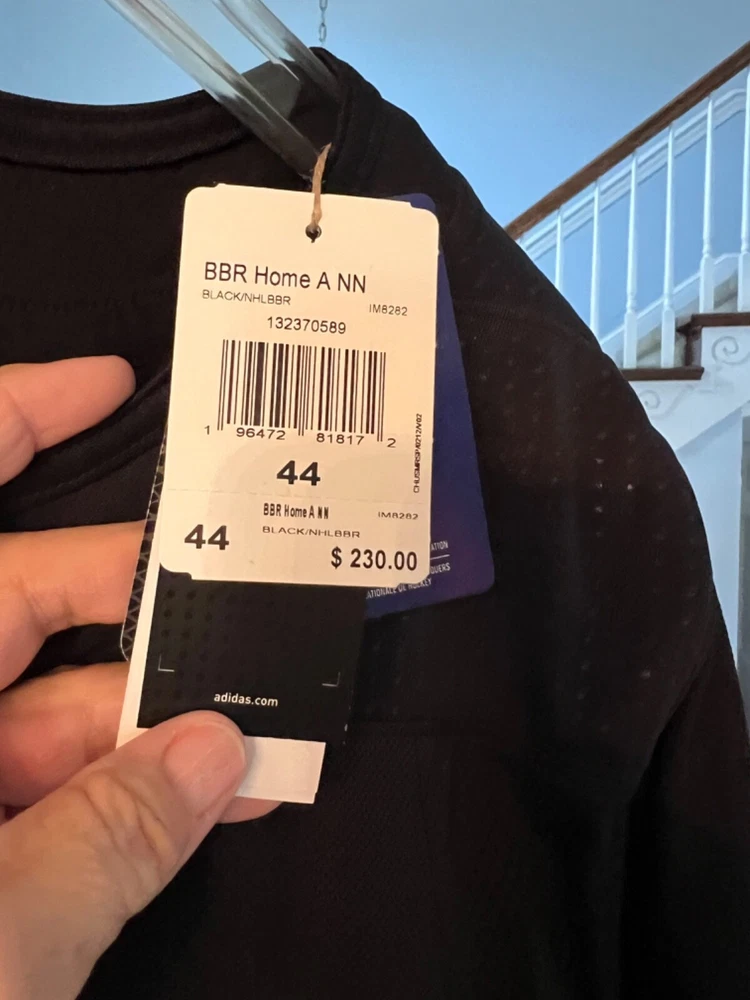 BBR Home A NN
BLACK/NHLBBR IM8282
132370589
1 96472 81817 2
44
BBR Home A NN IM8282
44 BLACK/NHLBBR
$ 230.00
adidas.com